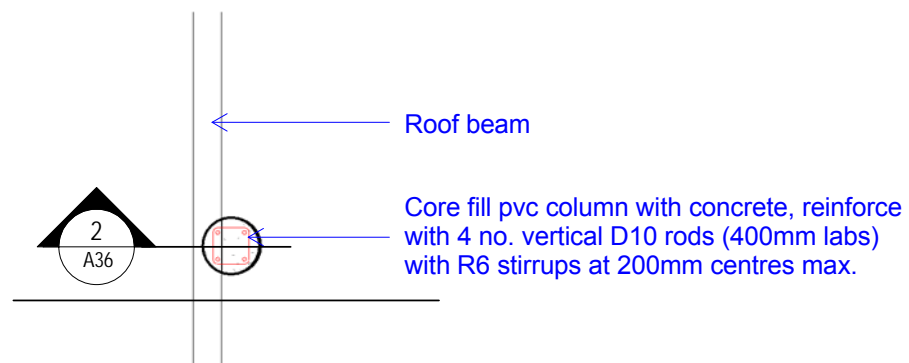 Roof beam
Core fill pvc column with concrete, reinforce
with 4 no. vertical D10 rods (400mm labs)
with R6 stirrups at 200mm centres max.
2
A36